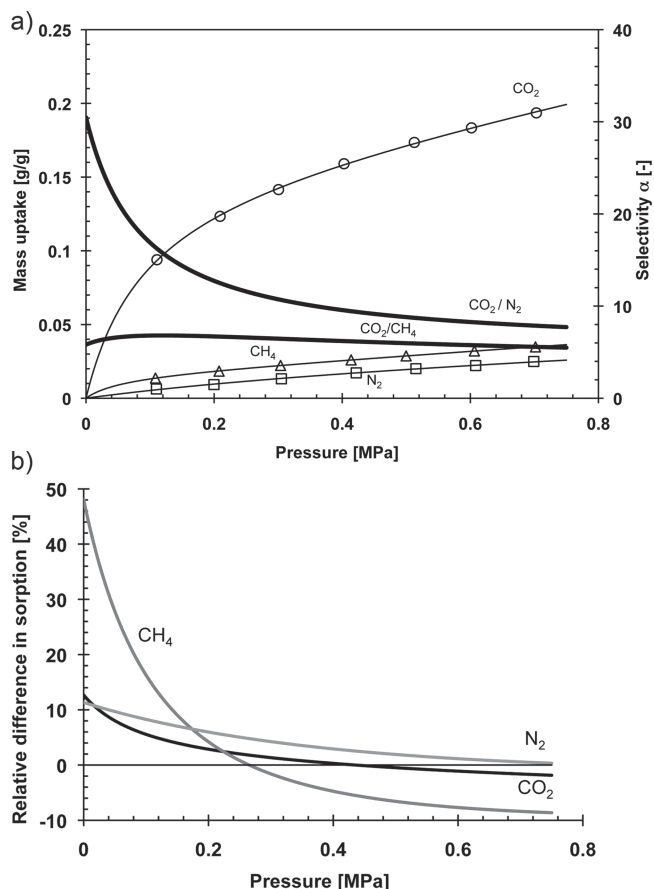 a)
0.25
0.2
0.15
0.1
0.05
0
Mass uptake [g/g]
40
30
20
10
0
Selectivity α [-]
CO₂
CO₂ / N₂
CO₂/CH₄
CH₄
N₂
0 0.2 0.4 0.6 0.8
Pressure [MPa]
b)
50
40
30
20
10
0
-10
Relative difference in sorption [%]
CH₄
N₂
CO₂
0 0.2 0.4 0.6 0.8
Pressure [MPa]